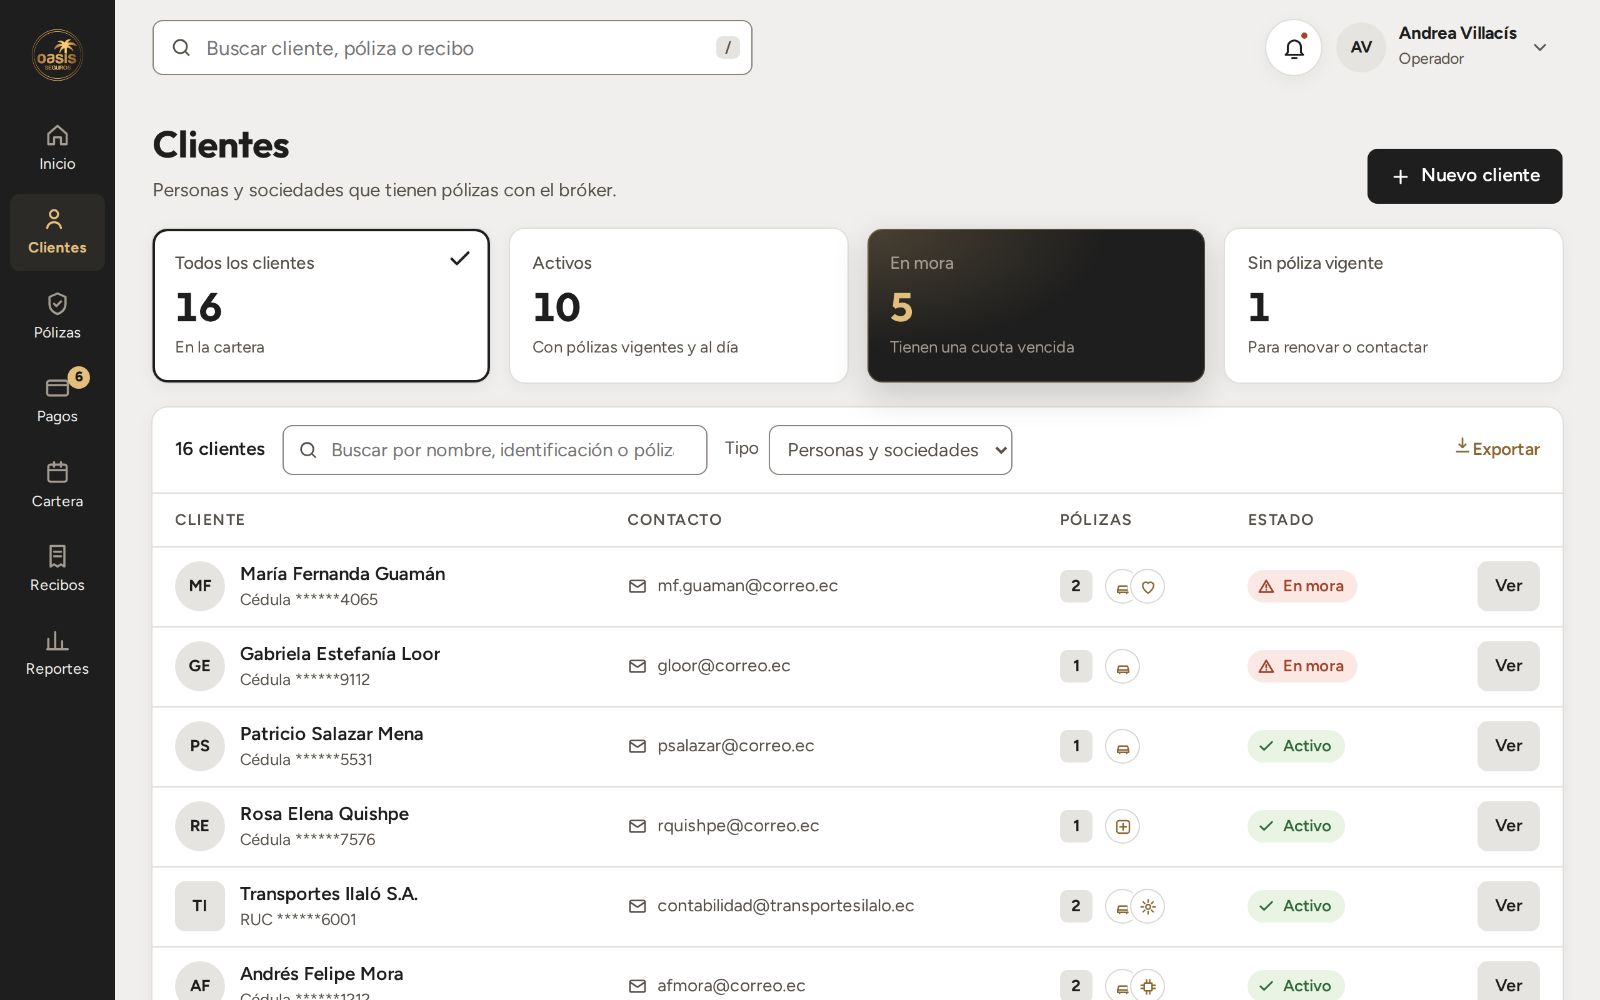 oasis
SEGUROS
Inicio
Clientes
Pólizas
6
Pagos
Cartera
Recibos
Reportes
Buscar cliente, póliza o recibo
/
AV
Andrea Villacís
Operador
Clientes
Personas y sociedades que tienen pólizas con el bróker.
Nuevo cliente
Todos los clientes
16
En la cartera
Activos
10
Con pólizas vigentes y al día
En mora
5
Tienen una cuota vencida
Sin póliza vigente
1
Para renovar o contactar
16 clientes
Buscar por nombre, identificación o póliz
Tipo
Personas y sociedades
Exportar
CLIENTE CONTACTO PÓLIZAS ESTADO
MF María Fernanda Guamán mf.guaman@correo.ec 2 En mora Ver
Cédula ******4065
GE Gabriela Estefanía Loor gloor@correo.ec 1 En mora Ver
Cédula ******9112
PS Patricio Salazar Mena psalazar@correo.ec 1 Activo Ver
Cédula ******5531
RE Rosa Elena Quishpe rquishpe@correo.ec 1 Activo Ver
Cédula ******7576
TI Transportes Ilaló S.A. contabilidad@transportesilalo.ec 2 Activo Ver
RUC ******6001
AF Andrés Felipe Mora afmora@correo.ec 2 Activo Ver
Cédula ******1212